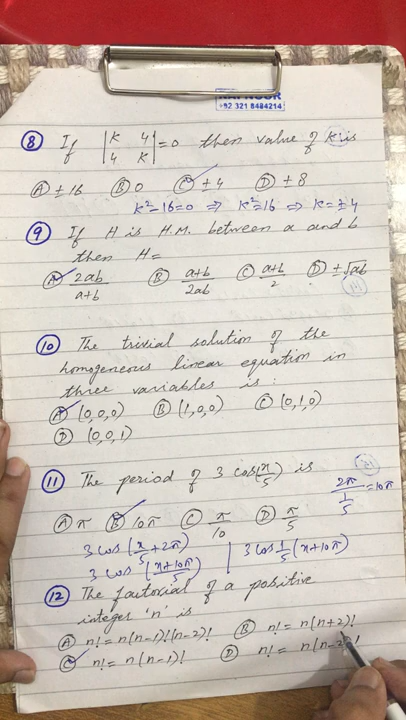 RAFNOOR
+92 321 8484214
8 If |K 4| = 0 then value of K is
|4 K|
A ±16 B 0 C ±4 D ±8
K²-16=0 ⇒ K²=16 ⇒ K=±4
9 If H is H.M. between a and b
then H=
A 2ab/a+b B a+b/2ab C a+b/2 D ±√ab
10 The trivial solution of the
homogeneous linear equation in
three variables is :
A (0,0,0) B (1,0,0) C (0,1,0)
D (0,0,1)
11 The period of 3 cos(x/5) is
2π/(1/5) = 10π
A π B 10π C π/10 D π/5
3 cos (x/5 + 2π) | 3 cos 1/5 (x+10π)
3 cos (x+10π/5)
12 The factorial of a positive
integer 'n' is
A n! = n(n-1)!(n-2)! B n! = n(n+2)!
C n! = n(n-1)! D n! = n(n-2)!